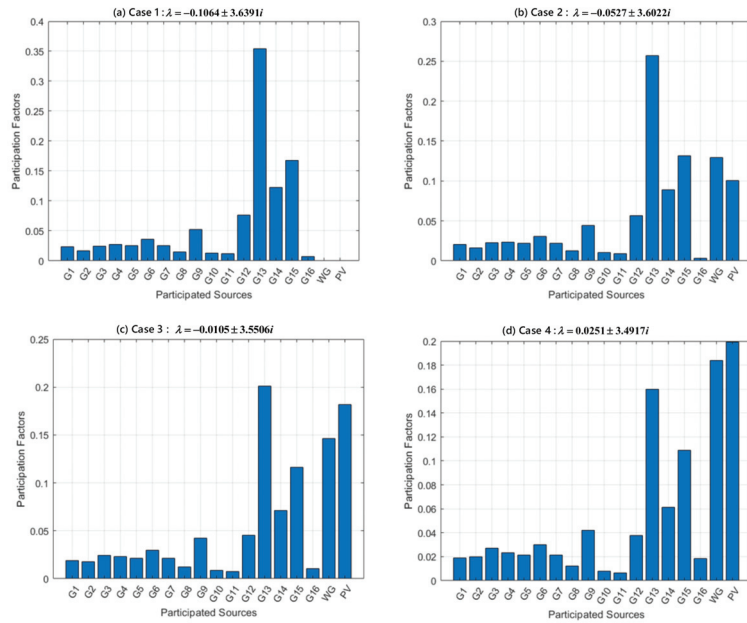 (a) Case 1 : λ = −0.1064 ± 3.6391i
0.4
0.35
0.3
0.25
0.2
0.15
0.1
0.05
0
Participation Factors
G1 G2 G3 G4 G5 G6 G7 G8 G9 G10 G11 G12 G13 G14 G15 G16 WG PV
Participated Sources
(b) Case 2 : λ = −0.0527 ± 3.6022i
0.3
0.25
0.2
0.15
0.1
0.05
0
Participation Factors
G1 G2 G3 G4 G5 G6 G7 G8 G9 G10 G11 G12 G13 G14 G15 G16 WG PV
Participated Sources
(c) Case 3 : λ = −0.0105 ± 3.5506i
0.25
0.2
0.15
0.1
0.05
0
Participation Factors
G1 G2 G3 G4 G5 G6 G7 G8 G9 G10 G11 G12 G13 G14 G15 G16 WG PV
Participated Sources
(d) Case 4 : λ = 0.0251 ± 3.4917i
0.2
0.18
0.16
0.14
0.12
0.1
0.08
0.06
0.04
0.02
0
Participation Factors
G1 G2 G3 G4 G5 G6 G7 G8 G9 G10 G11 G12 G13 G14 G15 G16 WG PV
Participated Sources